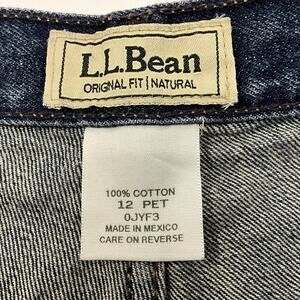 L.L.Bean
ORIGINAL FIT | NATURAL
100% COTTON
12 PET
0JYF3
MADE IN MEXICO
CARE ON REVERSE